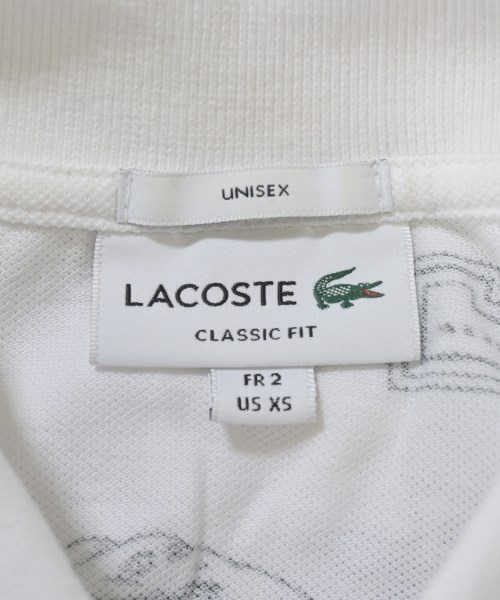 UNISEX
LACOSTE
CLASSIC FIT
FR 2
US XS